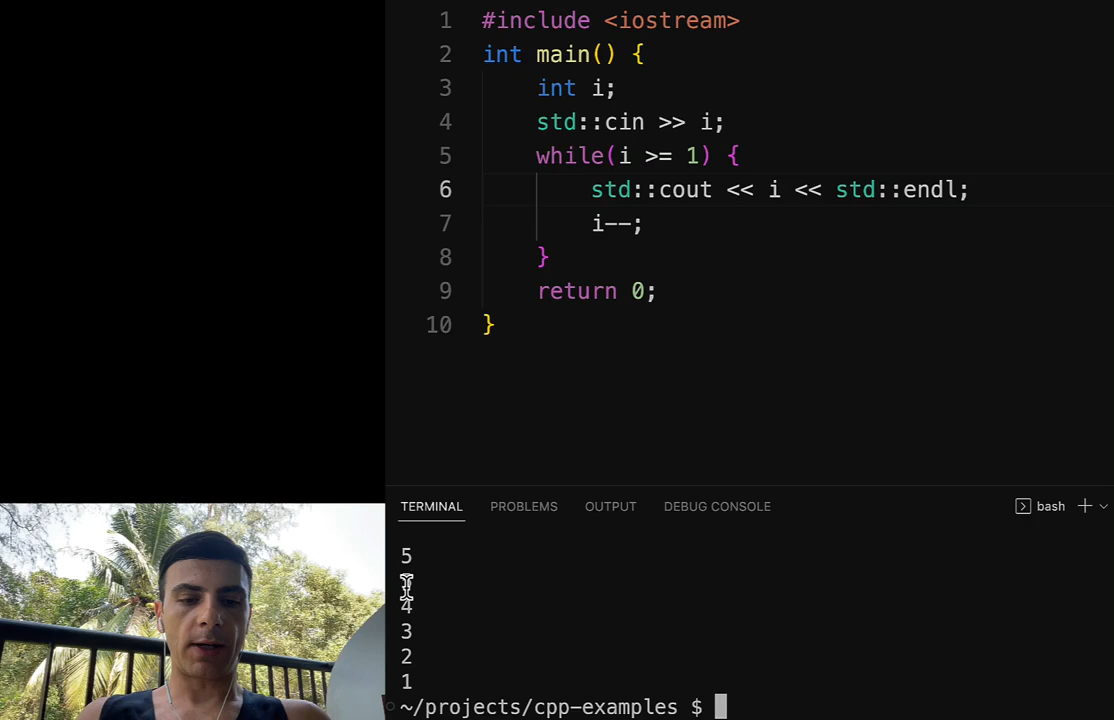 1 #include <iostream>
2 int main() {
3 int i;
4 std::cin >> i;
5 while(i >= 1) {
6 std::cout << i << std::endl;
7 i--;
8 }
9 return 0;
10 }
TERMINAL PROBLEMS OUTPUT DEBUG CONSOLE bash
5
4
3
2
1
~/projects/cpp-examples $